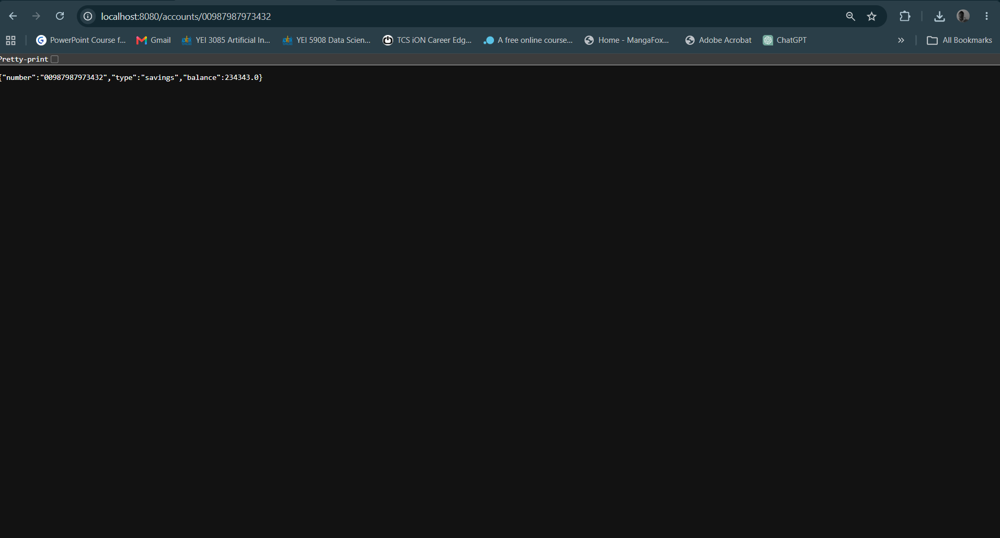 localhost:8080/accounts/00987987973432
PowerPoint Course f... Gmail YEI 3085 Artificial In... YEI 5908 Data Scien... TCS iON Career Edg... A free online course... Home - MangaFox... Adobe Acrobat ChatGPT » All Bookmarks
Pretty-print
{"number":"00987987973432","type":"savings","balance":234343.0}